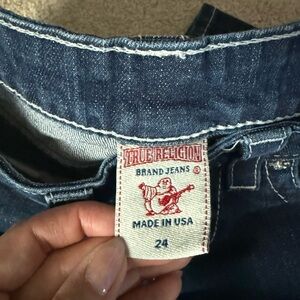 TRUE RELIGION
BRAND JEANS ®
MADE IN USA
24